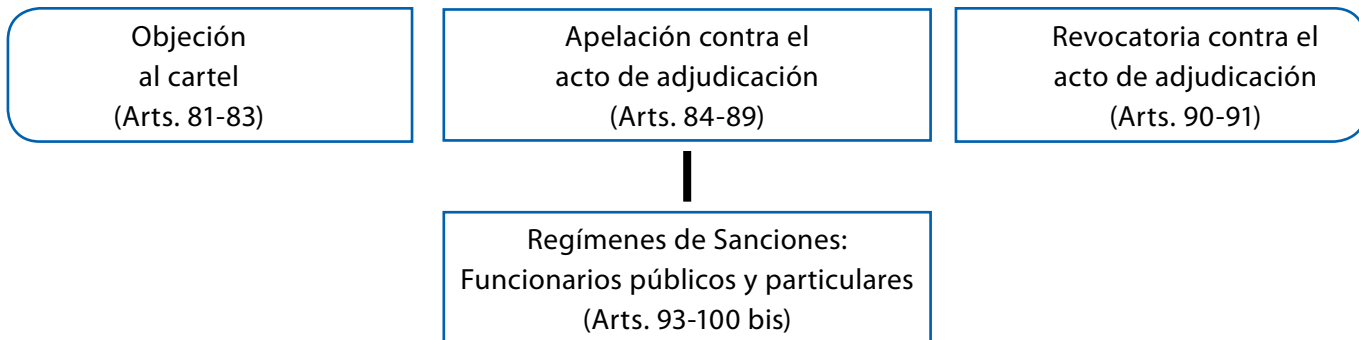 Objeción
al cartel
(Arts. 81-83)
Apelación contra el
acto de adjudicación
(Arts. 84-89)
Revocatoria contra el
acto de adjudicación
(Arts. 90-91)
Regímenes de Sanciones:
Funcionarios públicos y particulares
(Arts. 93-100 bis)